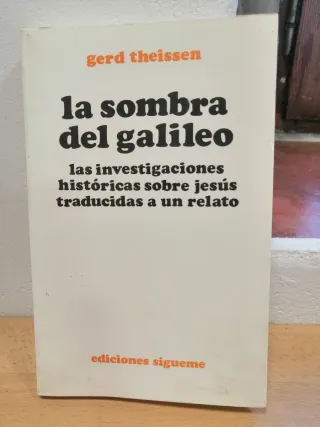 gerd theissen
la sombra
del galileo
las investigaciones
históricas sobre jesús
traducidas a un relato
ediciones sigueme